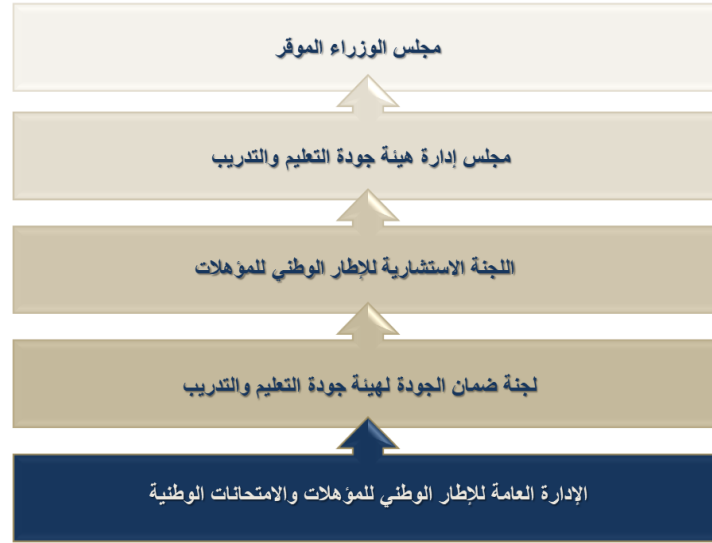 مجلس الوزراء الموقر
مجلس إدارة هيئة جودة التعليم والتدريب
اللجنة الاستشارية للإطار الوطني للمؤهلات
لجنة ضمان الجودة لهيئة جودة التعليم والتدريب
الإدارة العامة للإطار الوطني للمؤهلات والامتحانات الوطنية